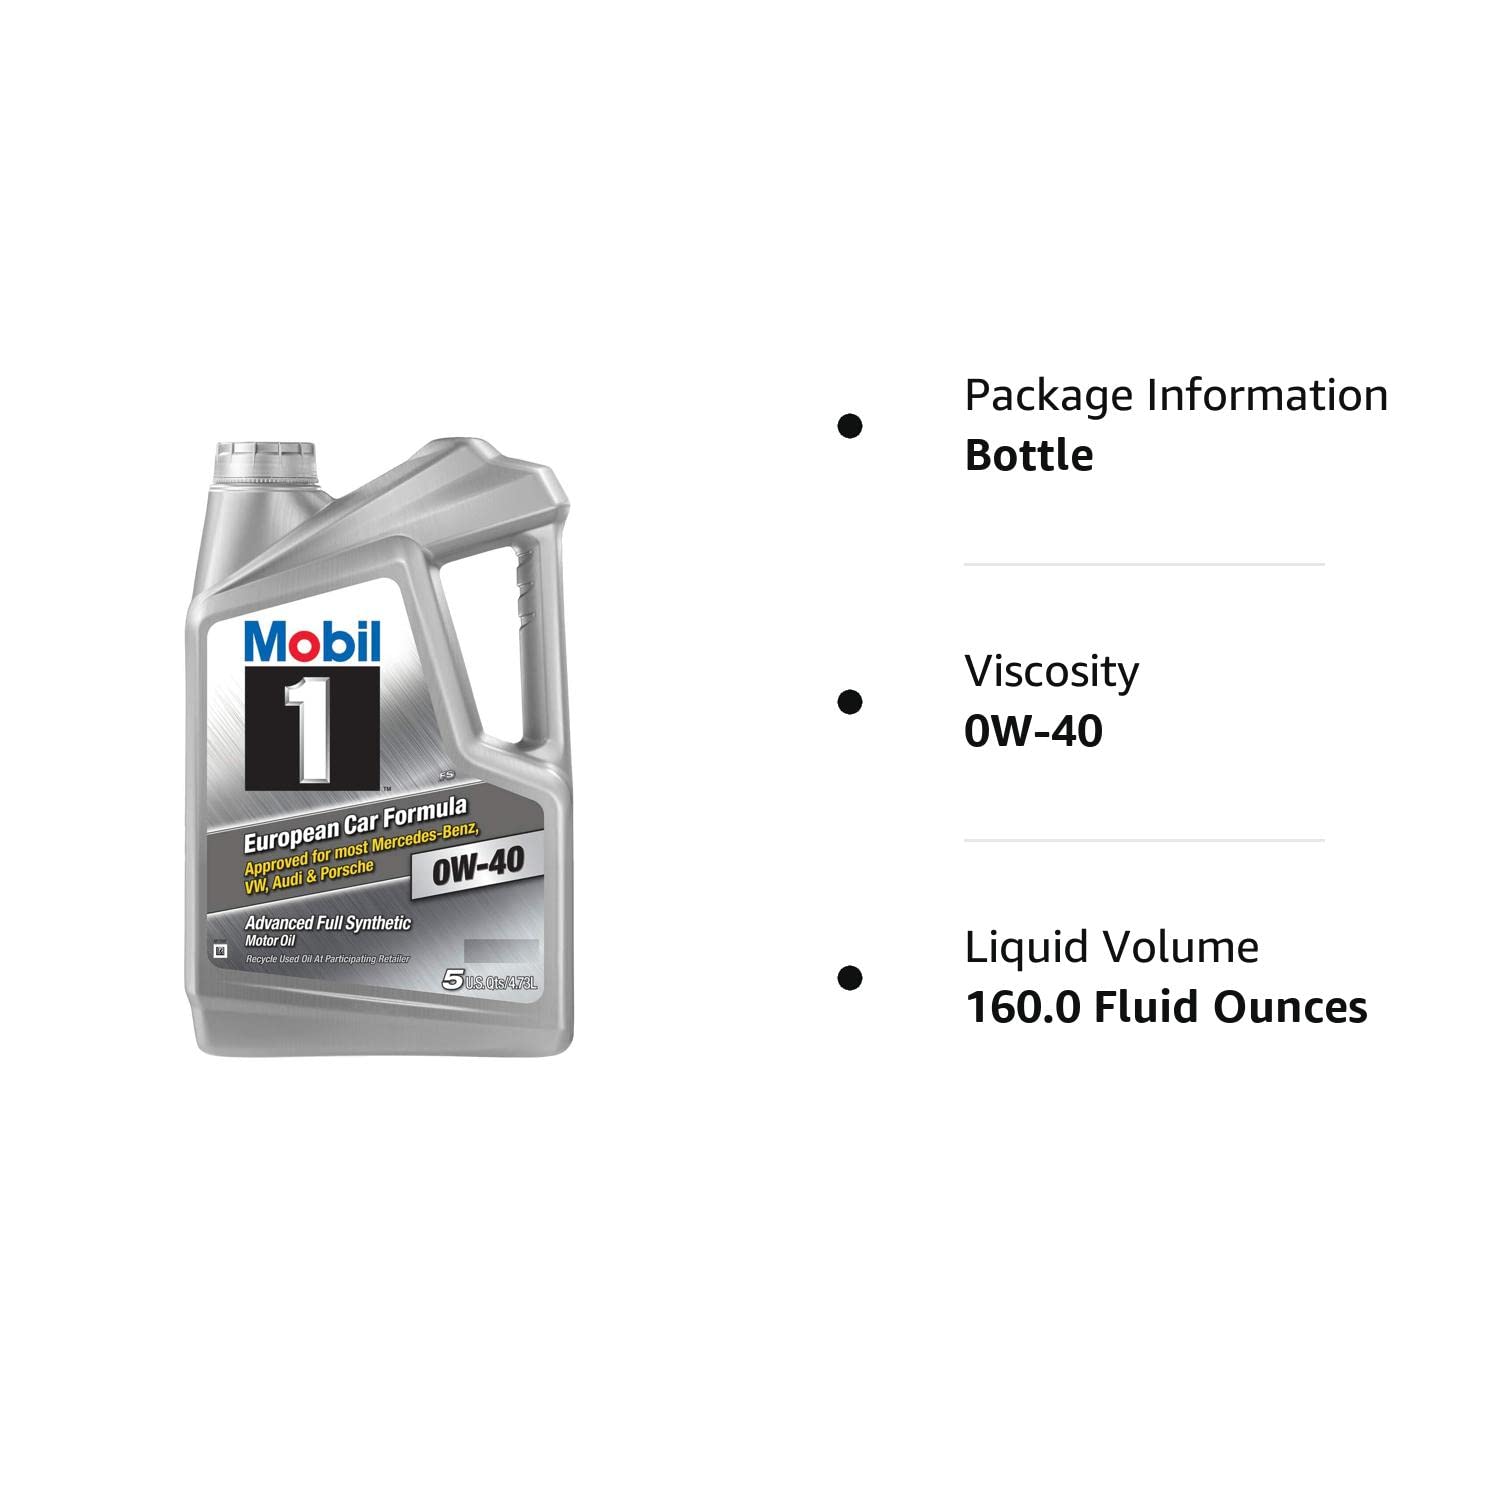 Mobil
1
™
FS
European Car Formula
Approved for most Mercedes-Benz,
VW, Audi & Porsche
0W-40
Advanced Full Synthetic
Motor Oil
Recycle Used Oil At Participating Retailer
5 U.S. Qts/4.73L
Package Information
Bottle
Viscosity
0W-40
Liquid Volume
160.0 Fluid Ounces